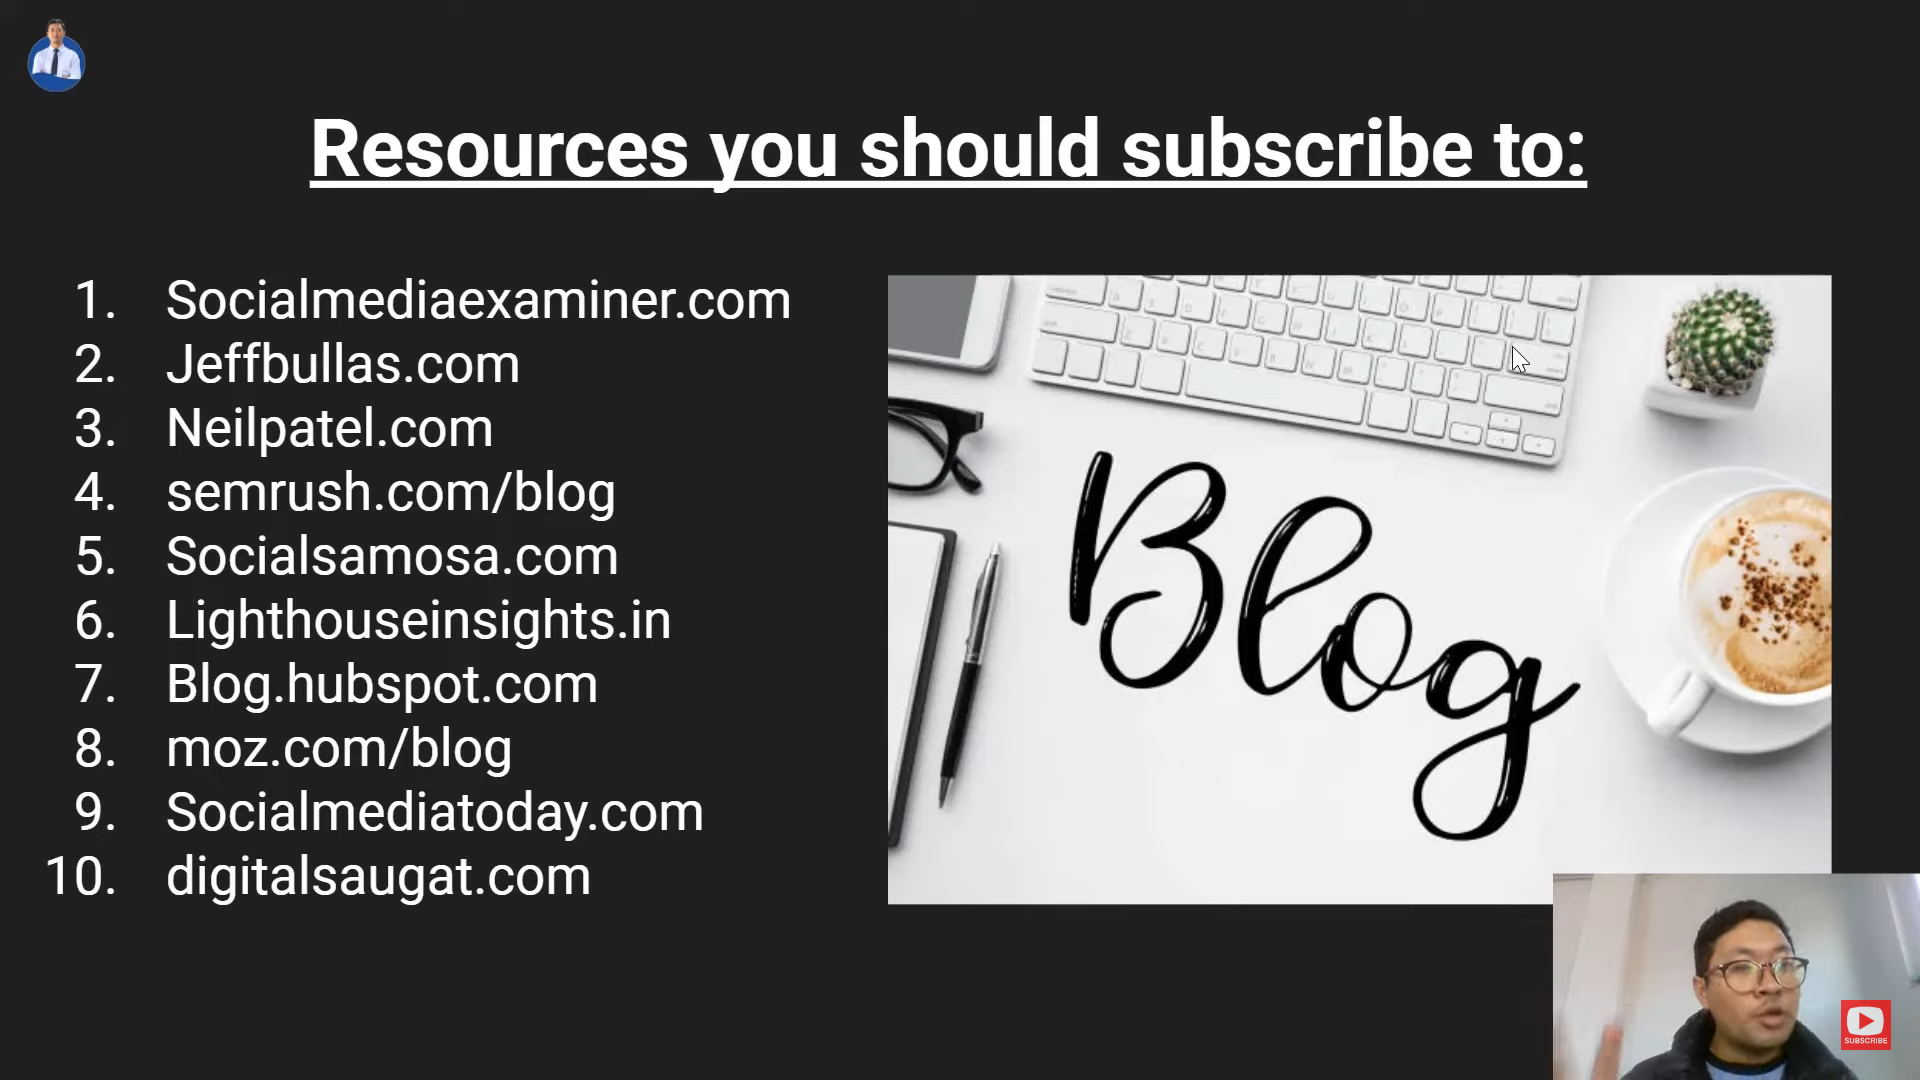 Resources you should subscribe to:
1. Socialmediaexaminer.com
2. Jeffbullas.com
3. Neilpatel.com
4. semrush.com/blog
5. Socialsamosa.com
6. Lighthouseinsights.in
7. Blog.hubspot.com
8. moz.com/blog
9. Socialmediatoday.com
10. digitalsaugat.com
Blog
SUBSCRIBE